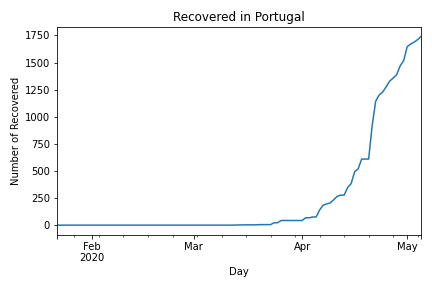 Recovered in Portugal
1750
1500
1250
1000
750
500
250
0
Number of Recovered
Feb
2020
Mar
Apr
May
Day